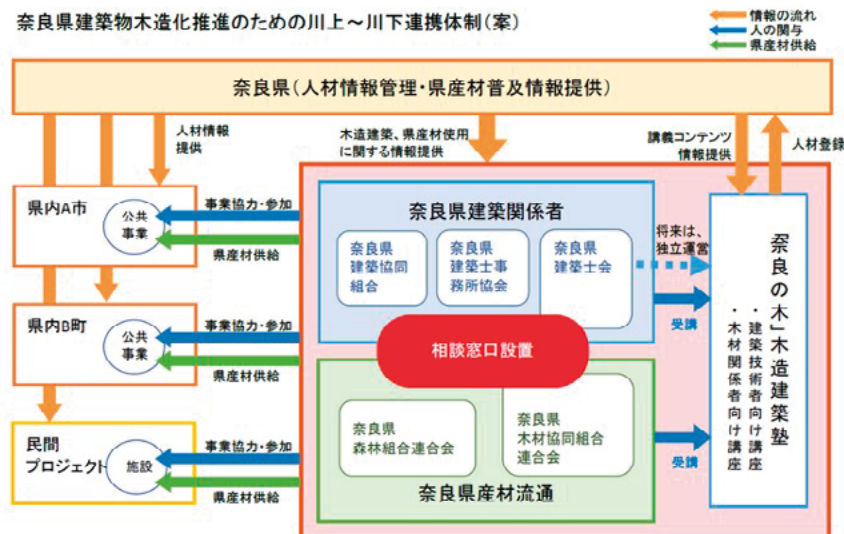 奈良県建築物木造化推進のための川上～川下連携体制(案)
情報の流れ
人の関与
県産材供給
奈良県(人材情報管理・県産材普及情報提供)
人材情報
提供
木造建築、県産材使用
に関する情報提供
講義コンテンツ
情報提供
人材登録
県内A市
公共
事業
事業協力・参加
県産材供給
県内B町
公共
事業
事業協力・参加
県産材供給
民間
プロジェクト
施設
事業協力・参加
県産材供給
奈良県建築関係者
奈良県
建築協同
組合
奈良県
建築士事
務所協会
奈良県
建築士会
将来は、
独立運営
受講
相談窓口設置
奈良県
森林組合連合会
奈良県
木材協同組合
連合会
奈良県産材流通
受講
「奈良の木」木造建築塾
・建築技術者向け講座
・木材関係者向け講座